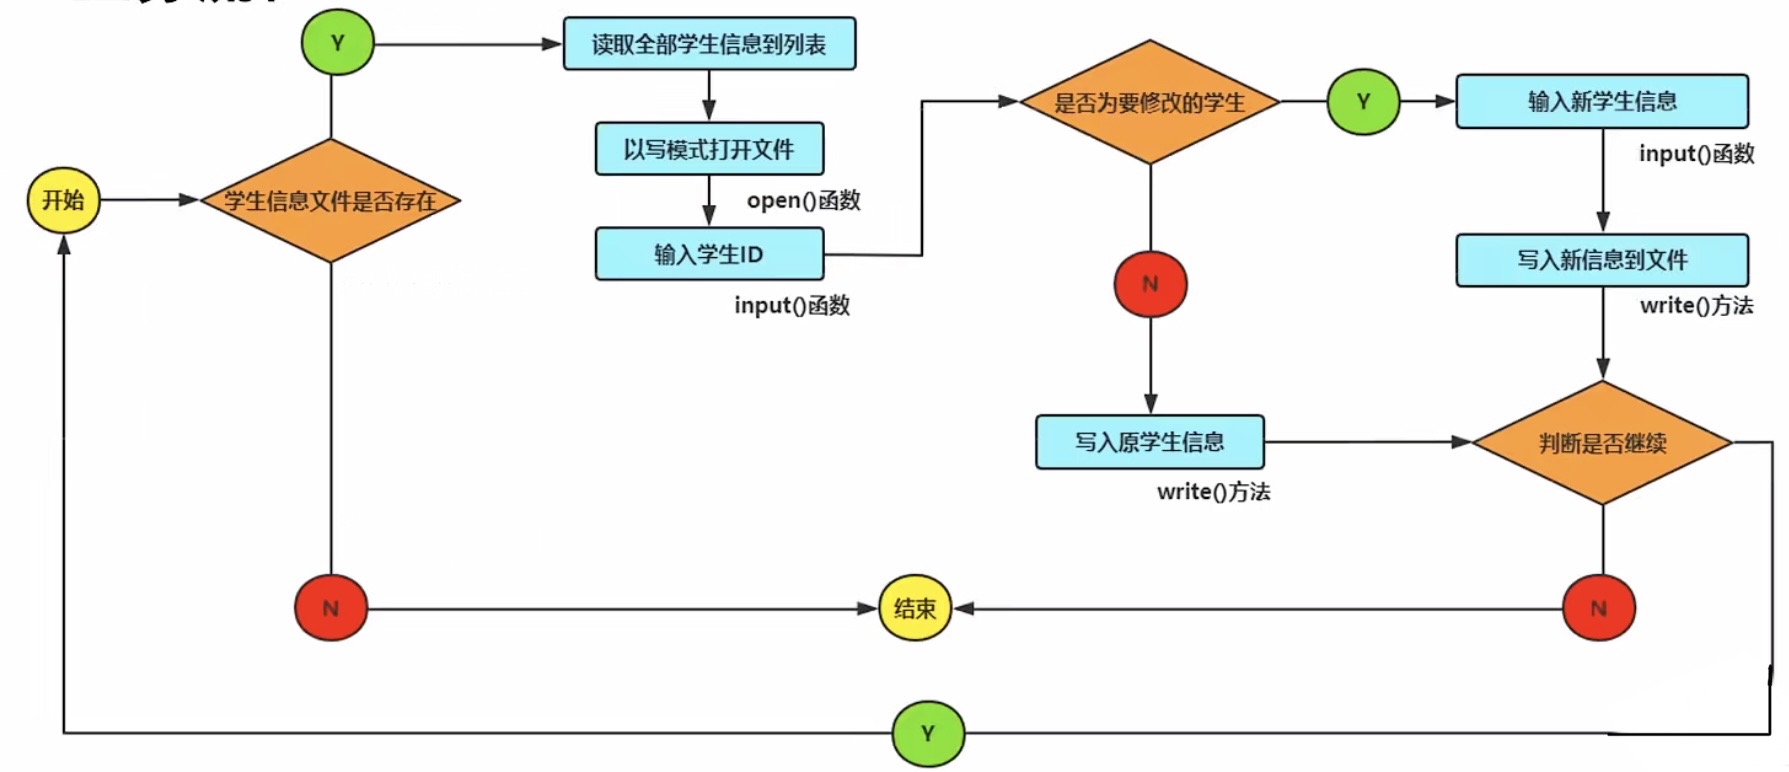 Y
读取全部学生信息到列表
以写模式打开文件
open()函数
输入学生ID
input()函数
开始
学生信息文件是否存在
是否为要修改的学生
Y
输入新学生信息
input()函数
N
写入新信息到文件
write()方法
写入原学生信息
write()方法
判断是否继续
N
结束
N
Y